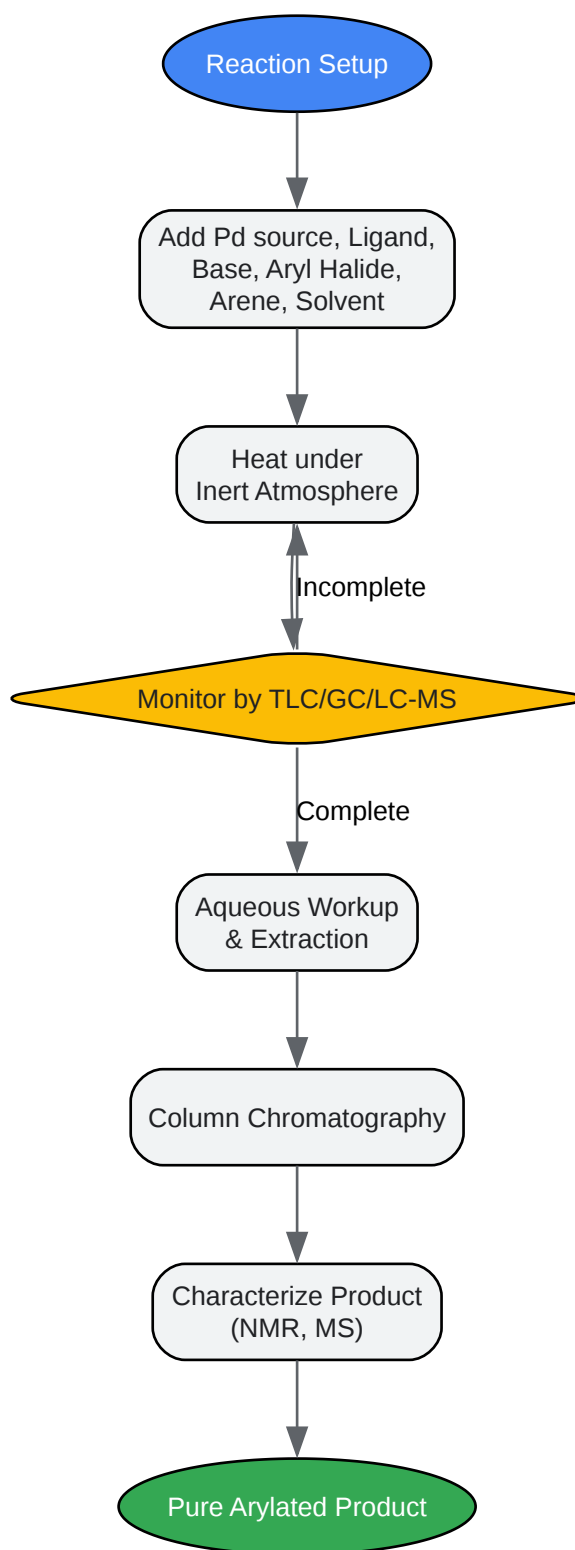 Reaction Setup
Add Pd source, Ligand,
Base, Aryl Halide,
Arene, Solvent
Heat under
Inert Atmosphere
Incomplete
Monitor by TLC/GC/LC-MS
Complete
Aqueous Workup
& Extraction
Column Chromatography
Characterize Product
(NMR, MS)
Pure Arylated Product